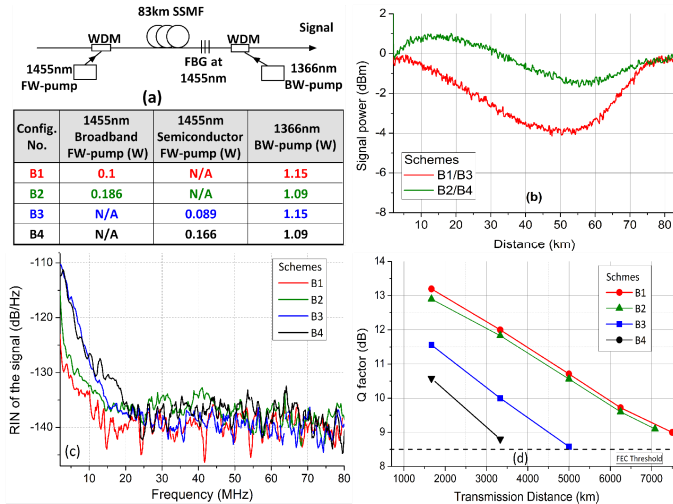 83km SSMF
Signal
WDM
WDM
FBG at
1455nm
1455nm
FW-pump
1366nm
BW-pump
(a)
Config. No.
1455nm Broadband FW-pump (W)
1455nm Semiconductor FW-pump (W)
1366nm BW-pump (W)
B1 0.1 N/A 1.15
B2 0.186 N/A 1.09
B3 N/A 0.089 1.15
B4 N/A 0.166 1.09
Signal power (dBm)
8
6
4
2
0
-2
-4
-6
-8
Schemes
B1/B3
B2/B4
(b)
10 20 30 40 50 60 70 80
Distance (km)
RIN of the signal (dB/Hz)
-110
-120
-130
-140
Schemes
B1
B2
B3
B4
(c)
10 20 30 40 50 60 70 80
Frequency (MHz)
Q factor (dB)
14
13
12
11
10
9
8
Schmes
B1
B2
B3
B4
(d)
FEC Threshold
1000 2000 3000 4000 5000 6000 7000
Transmission Distance (km)